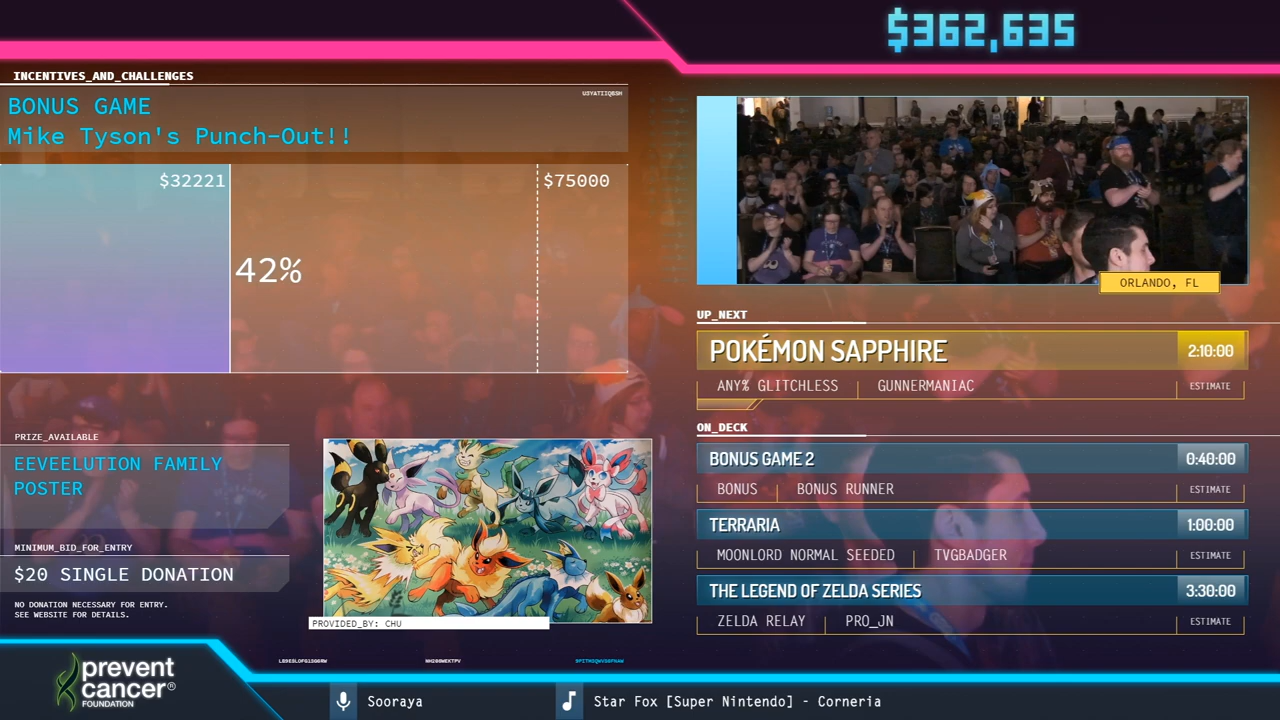 $362,635
INCENTIVES_AND_CHALLENGES
BONUS GAME
Mike Tyson's Punch-Out!!
$32221
$75000
42%
ORLANDO, FL
UP_NEXT
POKÉMON SAPPHIRE
2:10:00
ANY% GLITCHLESS
GUNNERMANIAC
ESTIMATE
ON_DECK
BONUS GAME 2
0:40:00
BONUS
BONUS RUNNER
ESTIMATE
TERRARIA
1:00:00
MOONLORD NORMAL SEEDED
TVGBADGER
ESTIMATE
THE LEGEND OF ZELDA SERIES
3:30:00
ZELDA RELAY
PRO_JN
ESTIMATE
PRIZE_AVAILABLE
EEVEELUTION FAMILY
POSTER
MINIMUM_BID_FOR_ENTRY
$20 SINGLE DONATION
NO DONATION NECESSARY FOR ENTRY.
SEE WEBSITE FOR DETAILS.
PROVIDED_BY: CHU
prevent
cancer®
FOUNDATION
Sooraya
Star Fox [Super Nintendo] - Corneria